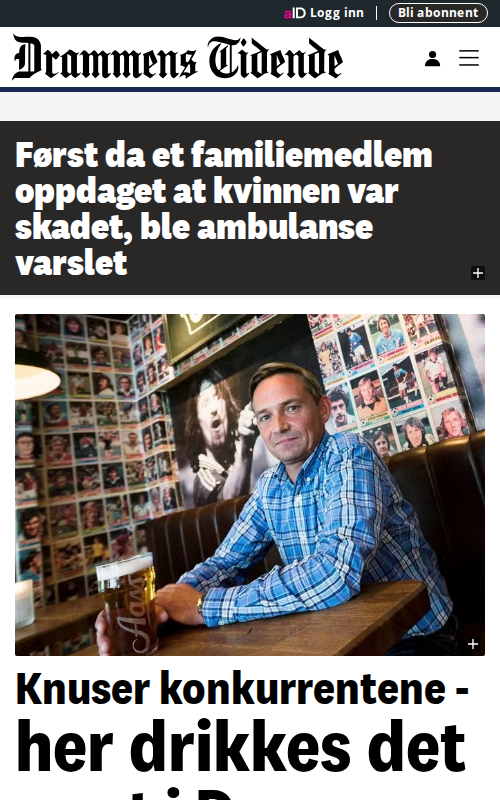 aID Logg inn
Bli abonnent
Drammens Tidende
Først da et familiemedlem
oppdaget at kvinnen var
skadet, ble ambulanse
varslet
Aass
Knuser konkurrentene -
her drikkes det